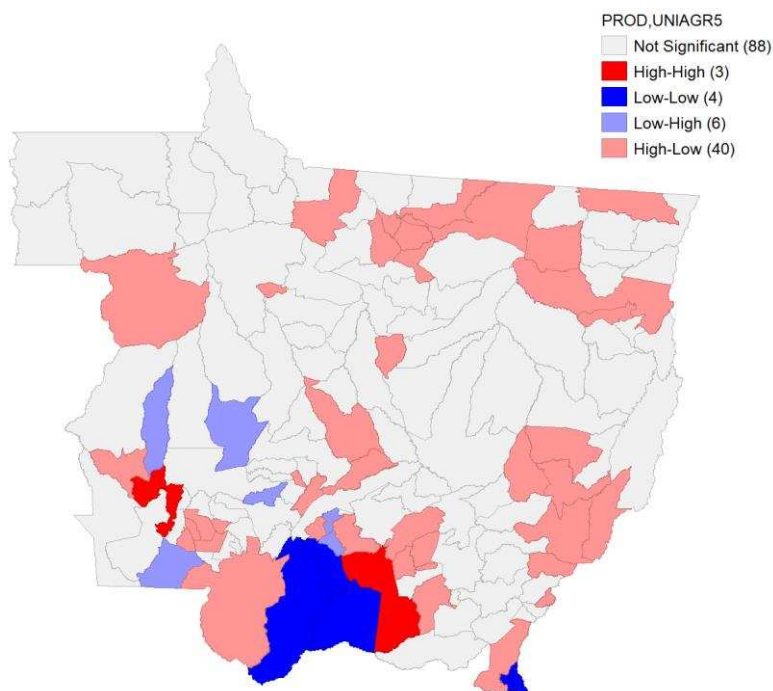 PROD,UNIAGR5
Not Significant (88)
High-High (3)
Low-Low (4)
Low-High (6)
High-Low (40)